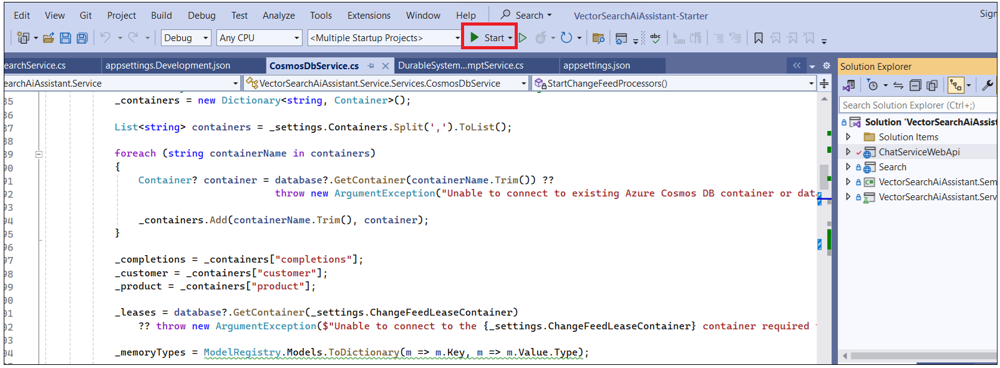 Edit View Git Project Build Debug Test Analyze Tools Extensions Window Help Search VectorSearchAiAssistant-Starter Sign
Debug Any CPU <Multiple Startup Projects> Start abc
earchService.cs appsettings.Development.json CosmosDbService.cs DurableSystem...mptService.cs appsettings.json
Solution Explorer
earchAiAssistant.Service VectorSearchAiAssistant.Service.Services.CosmosDbService StartChangeFeedProcessors()
35 _containers = new Dictionary<string, Container>();
36
37 List<string> containers = _settings.Containers.Split(',').ToList();
38
39 foreach (string containerName in containers)
90 {
91 Container? container = database?.GetContainer(containerName.Trim()) ??
92 throw new ArgumentException("Unable to connect to existing Azure Cosmos DB container or data
93
94 _containers.Add(containerName.Trim(), container);
95 }
96
97 _completions = _containers["completions"];
98 _customer = _containers["customer"];
99 _product = _containers["product"];
00
01 _leases = database?.GetContainer(_settings.ChangeFeedLeaseContainer)
02 ?? throw new ArgumentException($"Unable to connect to the {_settings.ChangeFeedLeaseContainer} container required
03
04 _memoryTypes = ModelRegistry.Models.ToDictionary(m => m.Key, m => m.Value.Type);
Search Solution Explorer (Ctrl+;)
Solution 'VectorSearchAiAssist
Solution Items
ChatServiceWebApi
Search
C# VectorSearchAiAssistant.Sem
VectorSearchAiAssistant.Serv